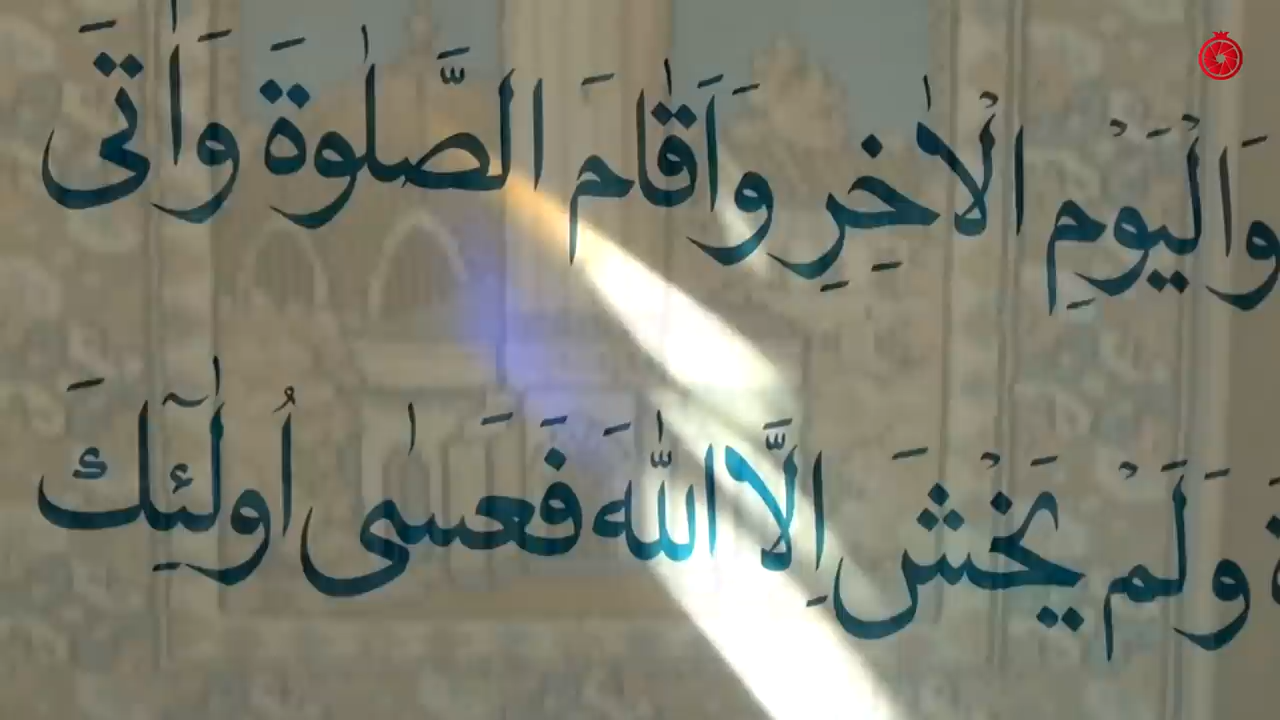 وَالْيَوْمِ الْاٰخِرِ وَاَقَامَ الصَّلٰوةَ وَاٰتَى
وَلَمْ يَخْشَ اِلَّا اللّٰهَ فَعَسٰى اُولٰٓئِكَ